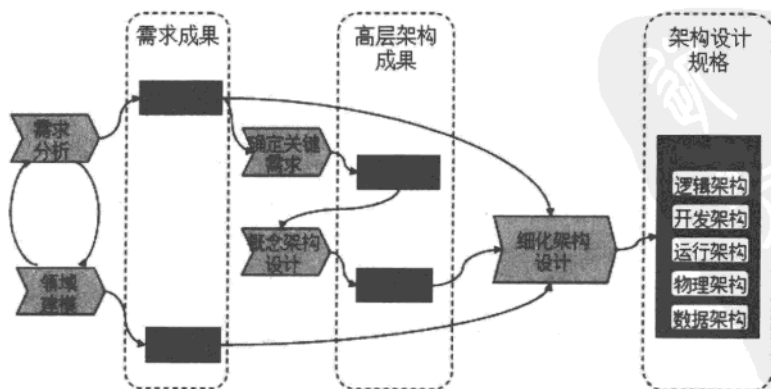 需求成果
高层架构
成果
架构设计
规格
需求
分析
确定关键
需求
概念架构
设计
细化架构
设计
领域
建模
逻辑架构
开发架构
运行架构
物理架构
数据架构